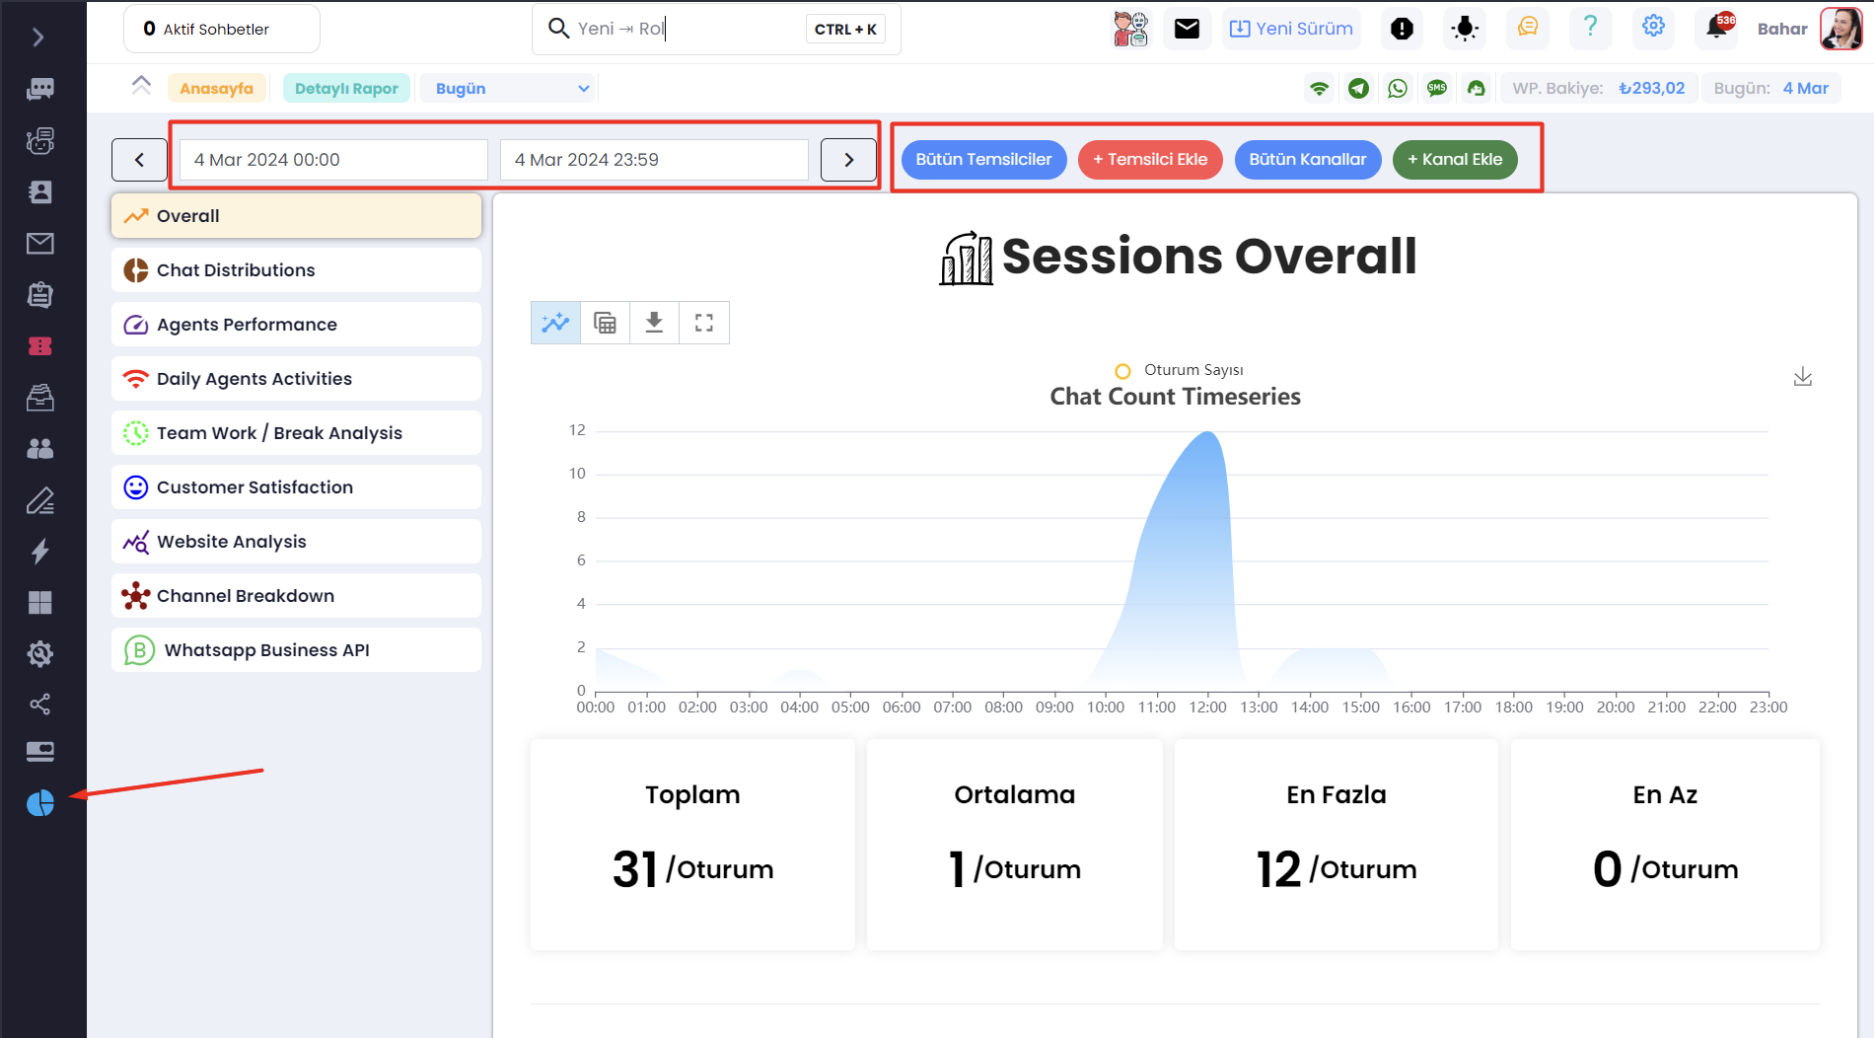 0 Aktif Sohbetler
Yeni → Rol
CTRL + K
Yeni Sürüm
536
Bahar
Anasayfa
Detaylı Rapor
Bugün
SMS
WP. Bakiye: ₺293,02
Bugün: 4 Mar
4 Mar 2024 00:00
4 Mar 2024 23:59
Bütün Temsilciler
+ Temsilci Ekle
Bütün Kanallar
+ Kanal Ekle
Overall
Chat Distributions
Agents Performance
Daily Agents Activities
Team Work / Break Analysis
Customer Satisfaction
Website Analysis
Channel Breakdown
B Whatsapp Business API
Sessions Overall
Oturum Sayısı
Chat Count Timeseries
12
10
8
6
4
2
0
00:00 01:00 02:00 03:00 04:00 05:00 06:00 07:00 08:00 09:00 10:00 11:00 12:00 13:00 14:00 15:00 16:00 17:00 18:00 19:00 20:00 21:00 22:00 23:00
Toplam
31 /Oturum
Ortalama
1 /Oturum
En Fazla
12 /Oturum
En Az
0 /Oturum